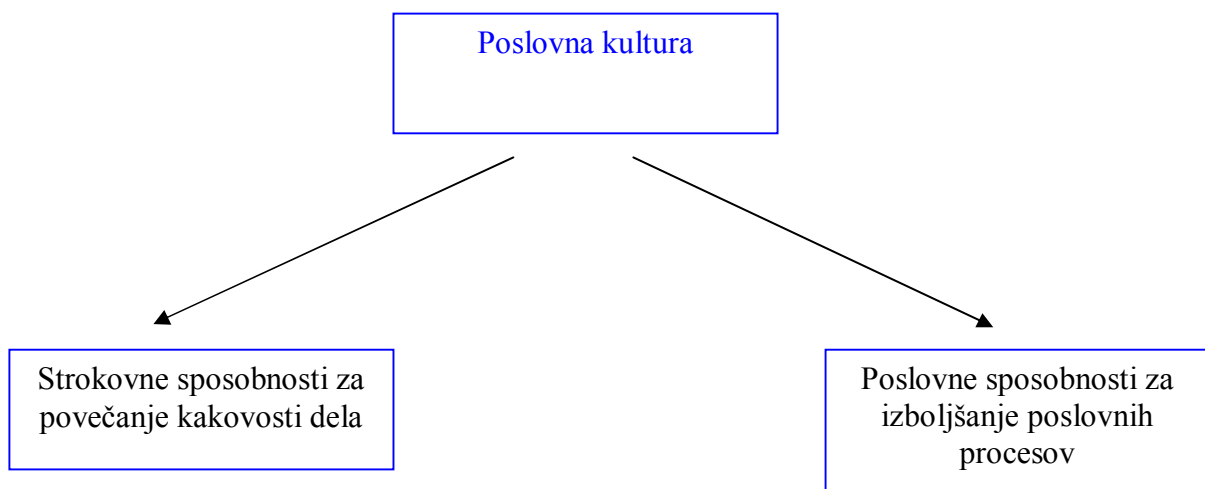 Poslovna kultura
Strokovne sposobnosti za
povečanje kakovosti dela
Poslovne sposobnosti za
izboljšanje poslovnih
procesov